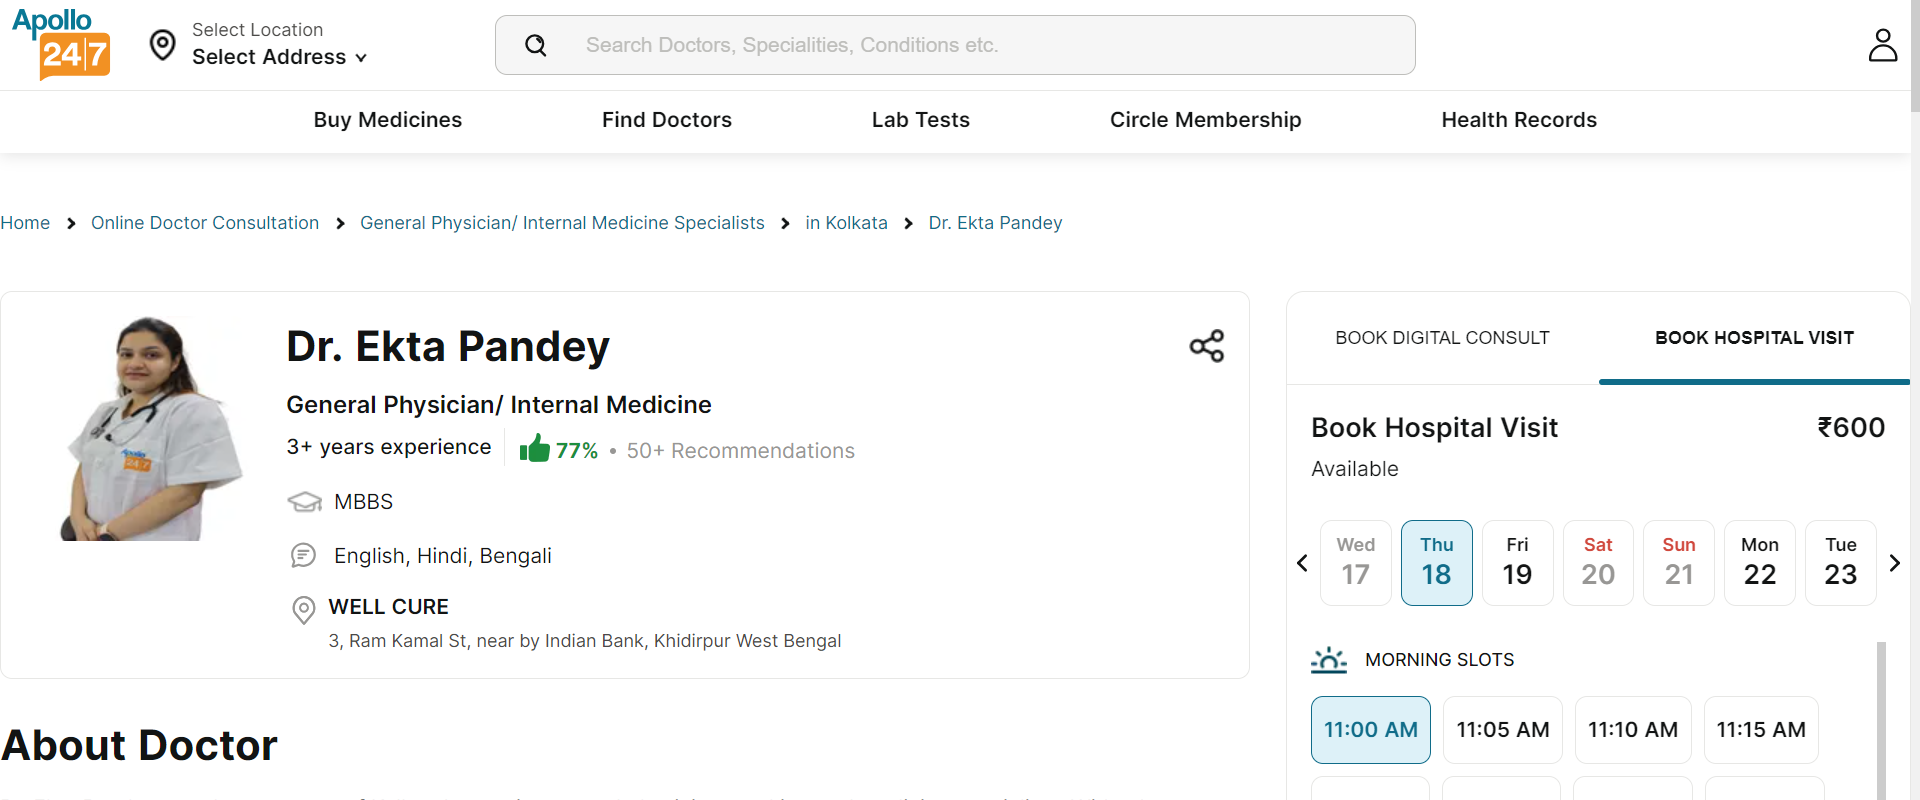 Apollo
24|7
Select Location
Select Address
Search Doctors, Specialities, Conditions etc.
Buy Medicines
Find Doctors
Lab Tests
Circle Membership
Health Records
Home
Online Doctor Consultation
General Physician/ Internal Medicine Specialists
in Kolkata
Dr. Ekta Pandey
Dr. Ekta Pandey
General Physician/ Internal Medicine
3+ years experience
77% • 50+ Recommendations
MBBS
English, Hindi, Bengali
WELL CURE
3, Ram Kamal St, near by Indian Bank, Khidirpur West Bengal
About Doctor
BOOK DIGITAL CONSULT
BOOK HOSPITAL VISIT
Book Hospital Visit
₹600
Available
Wed
17
Thu
18
Fri
19
Sat
20
Sun
21
Mon
22
Tue
23
MORNING SLOTS
11:00 AM
11:05 AM
11:10 AM
11:15 AM
Apollo
24|7